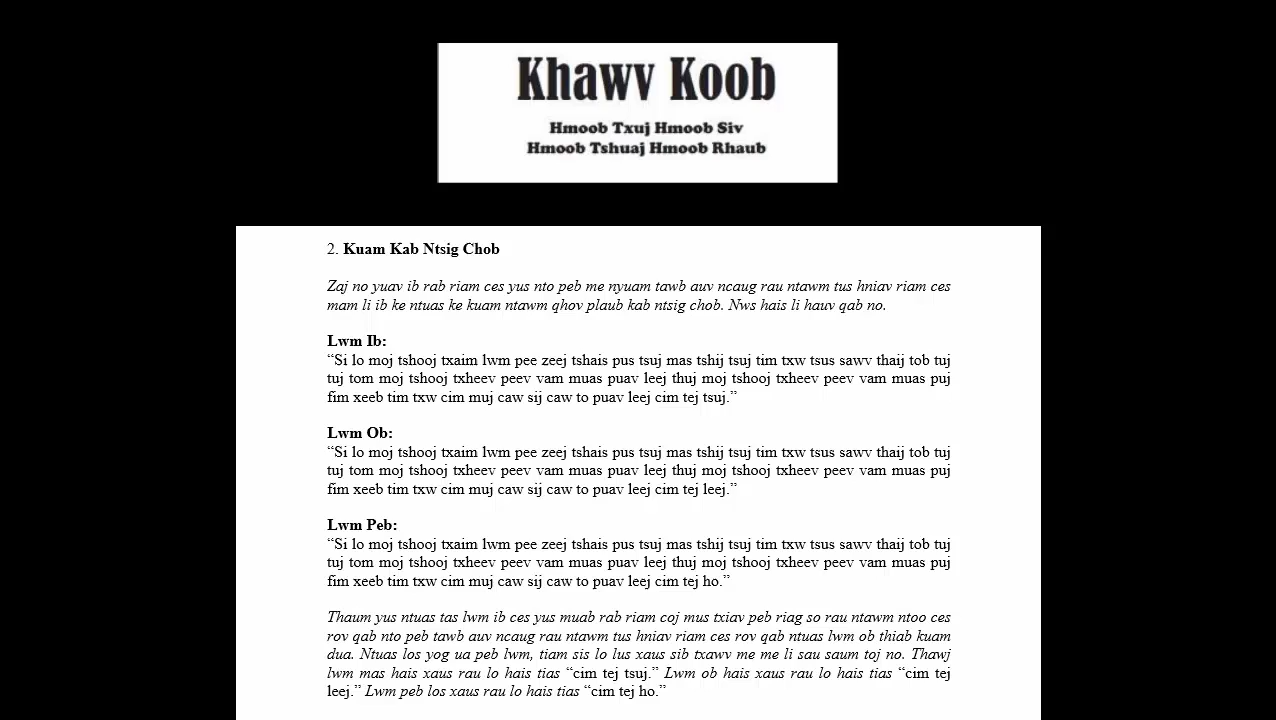 Khawv Koob
Hmoob Txuj Hmoob Siv
Hmoob Tshuaj Hmoob Rhaub
2. Kuam Kab Ntsig Chob
Zaj no yuav ib rab riam ces yus nto peb me nyuam tawb auv ncaug rau ntawm tus hniav riam ces
mam li ib ke ntuas ke kuam ntawm qhov plaub kab ntsig chob. Nws hais li hauv qab no.
Lwm Ib:
“Si lo moj tshooj txaim lwm pee zeej tshais pus tsuj mas tshij tsuj tim txw tsus sawv thaij tob tuj
tuj tom moj tshooj txheev peev vam muas puav leej thuj moj tshooj txheev peev vam muas puj
fim xeeb tim txw cim muj caw sij caw to puav leej cim tej tsuj.”
Lwm Ob:
“Si lo moj tshooj txaim lwm pee zeej tshais pus tsuj mas tshij tsuj tim txw tsus sawv thaij tob tuj
tuj tom moj tshooj txheev peev vam muas puav leej thuj moj tshooj txheev peev vam muas puj
fim xeeb tim txw cim muj caw sij caw to puav leej cim tej leej.”
Lwm Peb:
“Si lo moj tshooj txaim lwm pee zeej tshais pus tsuj mas tshij tsuj tim txw tsus sawv thaij tob tuj
tuj tom moj tshooj txheev peev vam muas puav leej thuj moj tshooj txheev peev vam muas puj
fim xeeb tim txw cim muj caw sij caw to puav leej cim tej ho.”
Thaum yus ntuas tas lwm ib ces yus muab rab riam coj mus txiav peb riag so rau ntawm ntoo ces
rov qab nto peb tawb auv ncaug rau ntawm tus hniav riam ces rov qab ntuas lwm ob thiab kuam
dua. Ntuas los yog ua peb lwm, tiam sis lo lus xaus sib txawv me me li sau saum toj no. Thawj
lwm mas hais xaus rau lo hais tias “cim tej tsuj.” Lwm ob hais xaus rau lo hais tias “cim tej
leej.” Lwm peb los xaus rau lo hais tias “cim tej ho.”